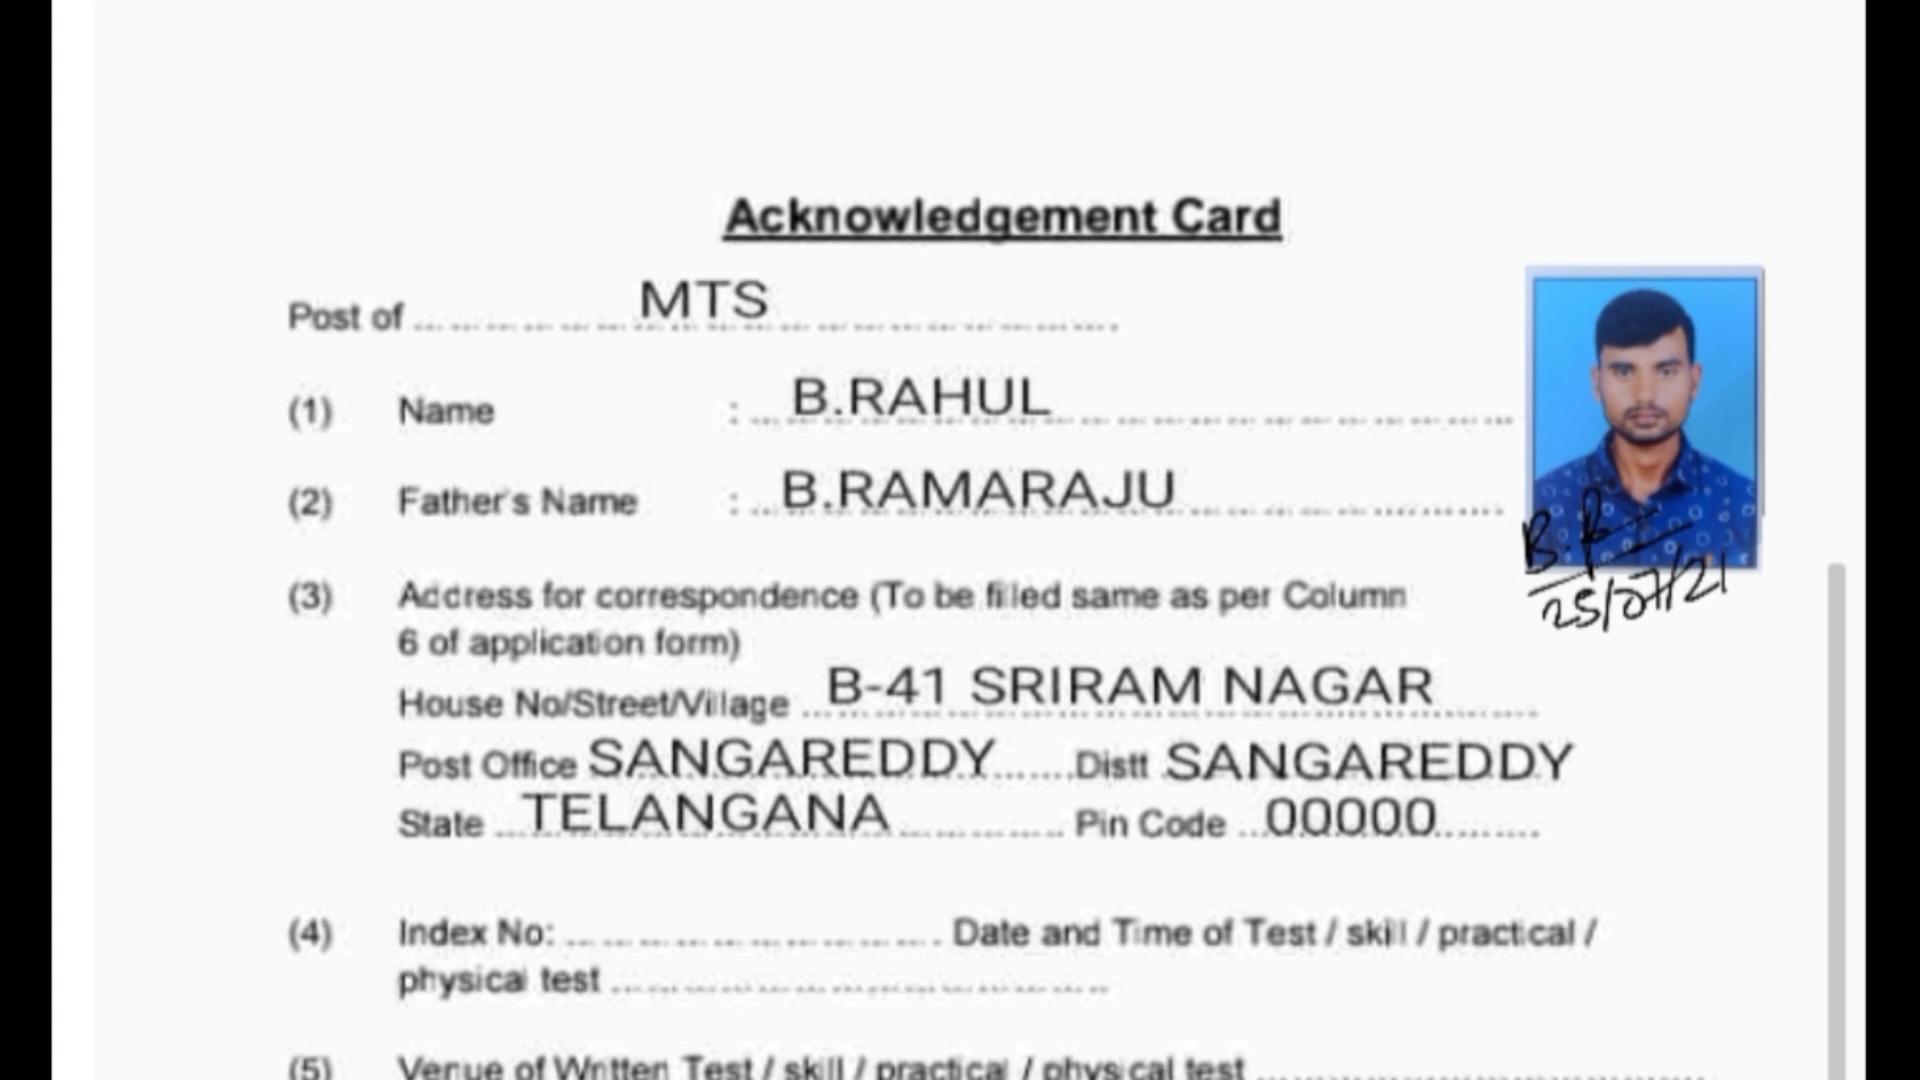 Acknowledgement Card
Post of ................ MTS ................
(1) Name : ... B.RAHUL ................
(2) Father's Name : ... B.RAMARAJU ................
(3) Address for correspondence (To be filled same as per Column
6 of application form)
House No/Street/Village ... B-41 SRIRAM NAGAR ......
Post Office SANGAREDDY ....... Distt SANGAREDDY
State ... TELANGANA ............ Pin Code ... 00000 .........
B.R
25/07/21
(4) Index No: ........................ Date and Time of Test / skill / practical /
physical test ................................
(5) Venue of Written Test / skill / practical / physical test ................................